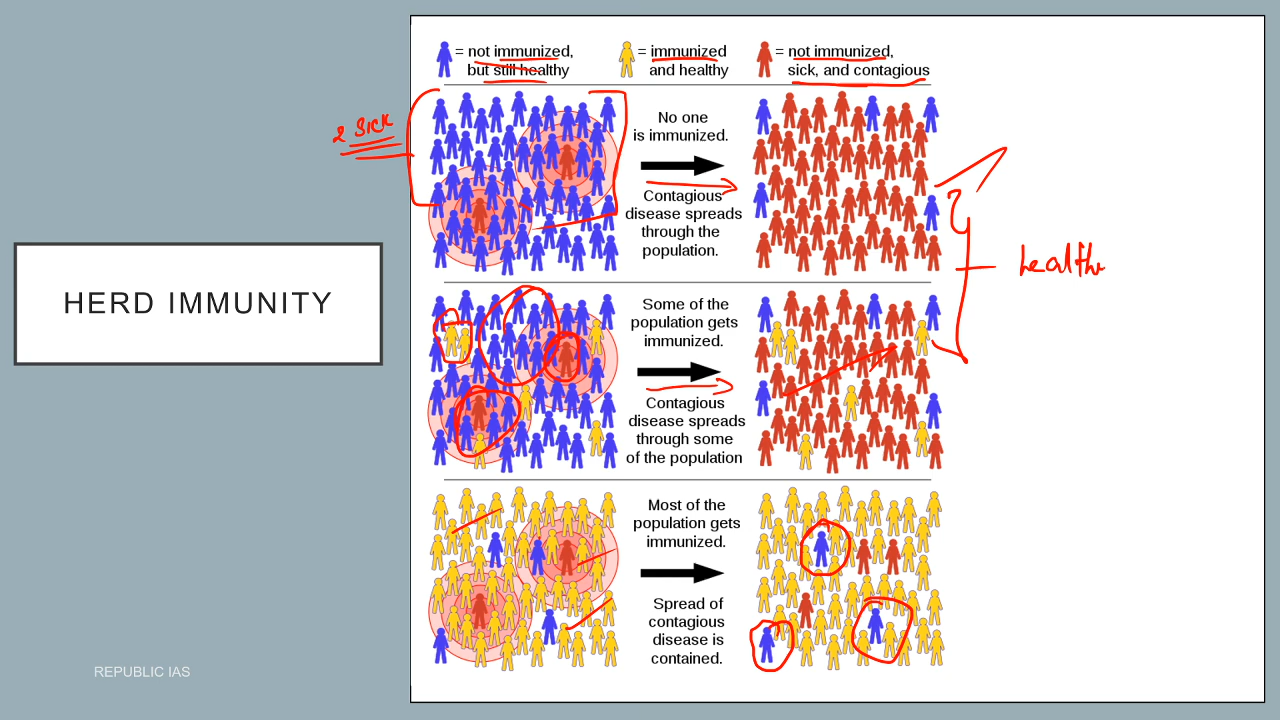 HERD IMMUNITY
REPUBLIC IAS
= not immunized,
but still healthy
= immunized
and healthy
= not immunized,
sick, and contagious
2 sick
No one
is immunized.
Contagious
disease spreads
through the
population.
Some of the
population gets
immunized.
Contagious
disease spreads
through some
of the population
Most of the
population gets
immunized.
Spread of
contagious
disease is
contained.